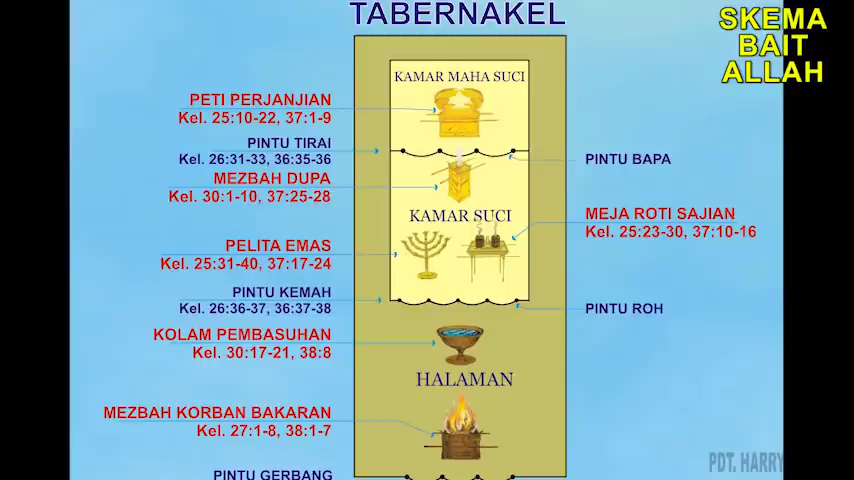 TABERNAKEL
SKEMA
BAIT
ALLAH
KAMAR MAHA SUCI
PETI PERJANJIAN
Kel. 25:10-22, 37:1-9
PINTU TIRAI
Kel. 26:31-33, 36:35-36
PINTU BAPA
MEZBAH DUPA
Kel. 30:1-10, 37:25-28
KAMAR SUCI
MEJA ROTI SAJIAN
Kel. 25:23-30, 37:10-16
PELITA EMAS
Kel. 25:31-40, 37:17-24
PINTU KEMAH
Kel. 26:36-37, 36:37-38
PINTU ROH
KOLAM PEMBASUHAN
Kel. 30:17-21, 38:8
HALAMAN
MEZBAH KORBAN BAKARAN
Kel. 27:1-8, 38:1-7
PINTU GERBANG
PDT. HARRY